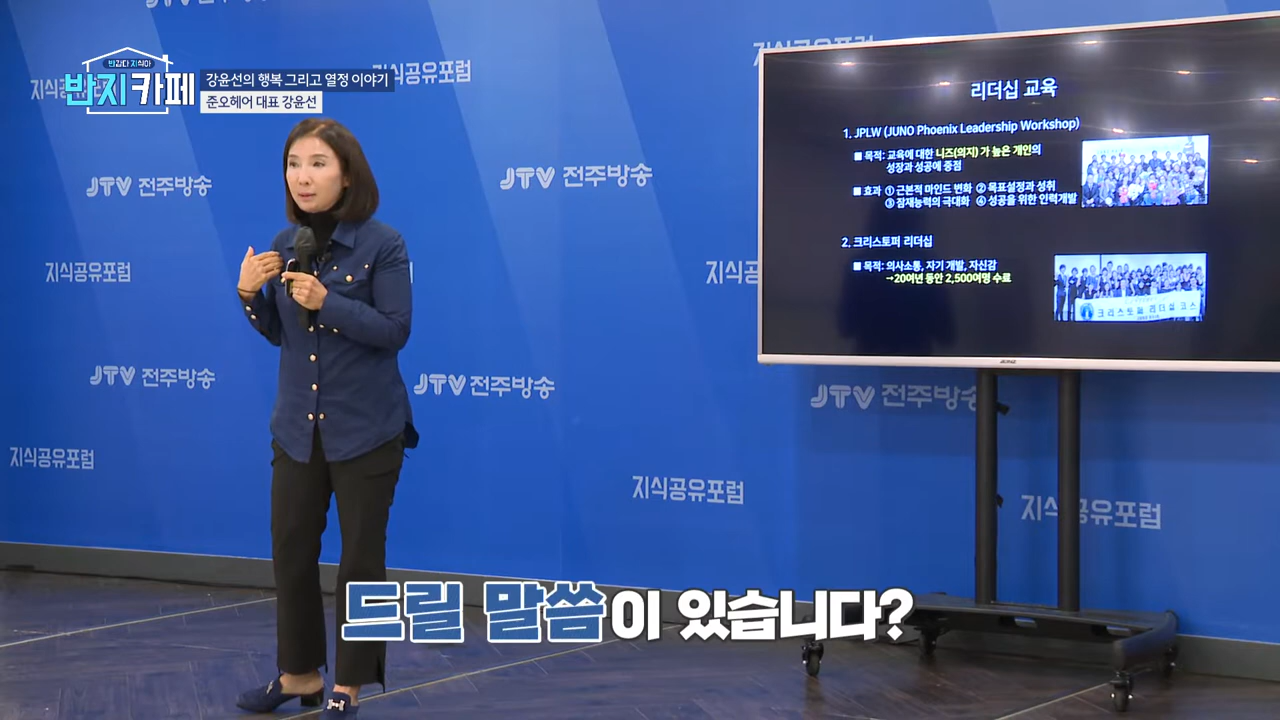 JTV 전주방송
지식공유포럼
반갑다 지식아
반지카페
강윤선의 행복 그리고 열정 이야기
준오헤어 대표 강윤선
지식공유포럼
리더십 교육
1. JPLW (JUNO Phoenix Leadership Workshop)
■ 목적: 교육에 대한 니즈(의지) 가 높은 개인의
성장과 성공에 중점
■ 효과 ① 근본적 마인드 변화 ② 목표설정과 성취
③ 잠재능력의 극대화 ④ 성공을 위한 인력개발
2. 크리스토퍼 리더십
■ 목적: 의사소통, 자기 개발, 자신감
→20여년 동안 2,500여명 수료
크리스토퍼 리더십 코스
JTV 전주방송
JTV 전주방송
지식공유포럼
지식공유포럼
JTV 전주방송
JTV 전주방송
JTV 전주방송
지식공유포럼
지식공유포럼
지식공유포럼
드릴 말씀이 있습니다?